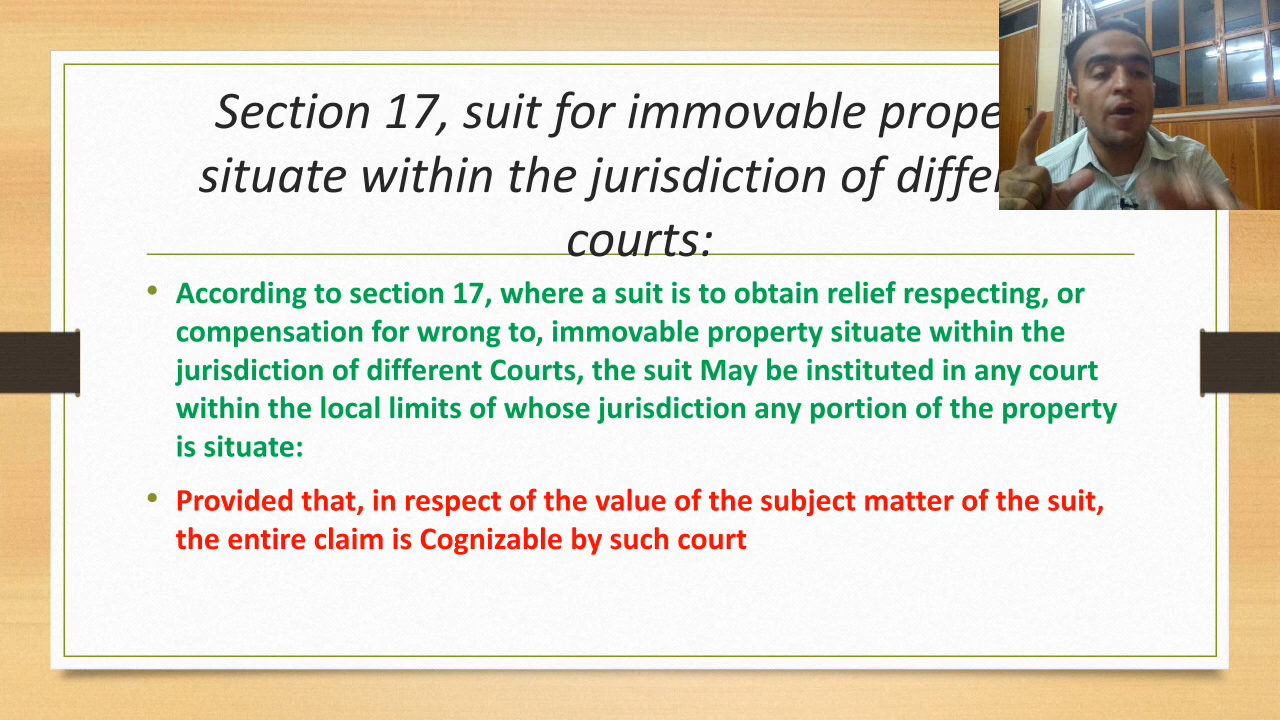 Section 17, suit for immovable
situate within the jurisdiction of
courts:
• According to section 17, where a suit is to obtain relief respecting, or
compensation for wrong to, immovable property situate within the
jurisdiction of different Courts, the suit May be instituted in any court
within the local limits of whose jurisdiction any portion of the property
is situate:
• Provided that, in respect of the value of the subject matter of the suit,
the entire claim is Cognizable by such court